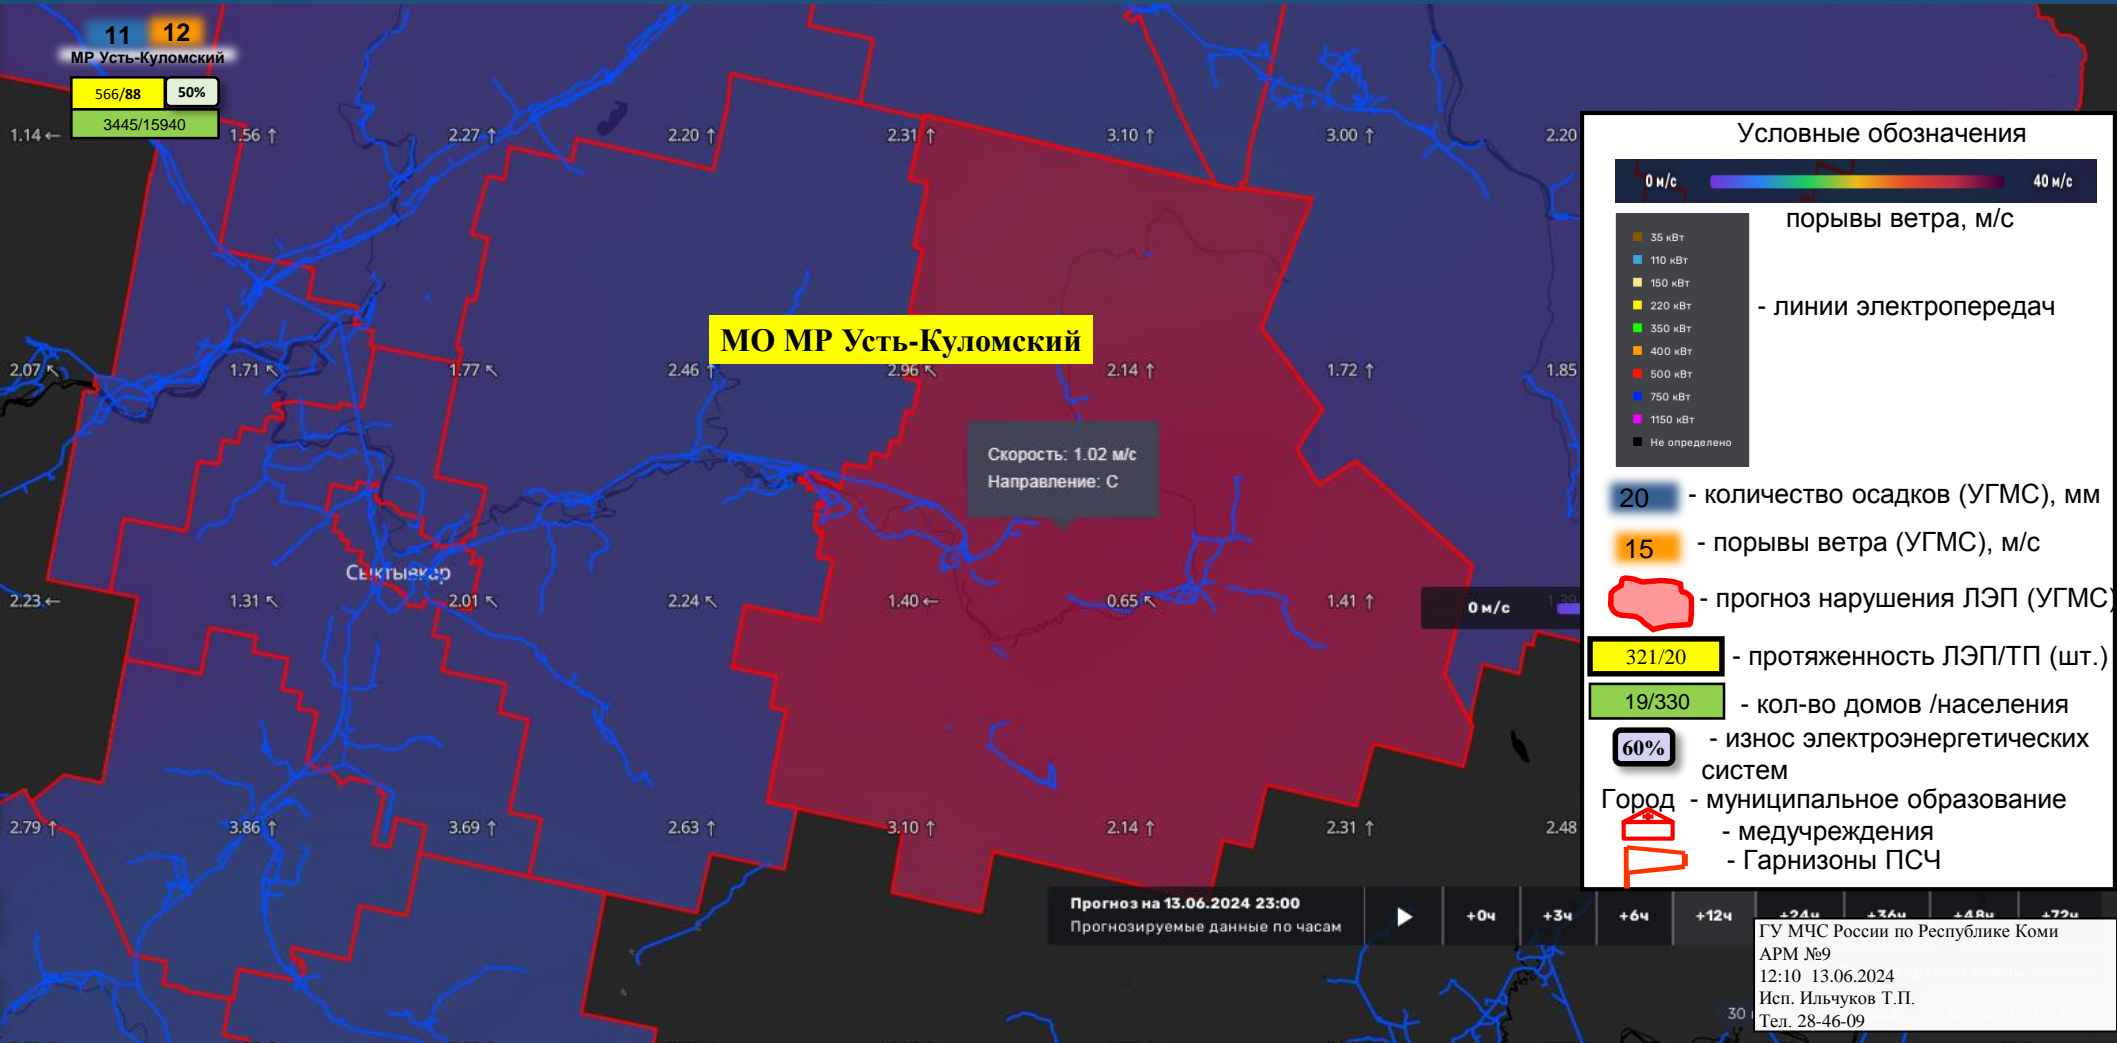 11 12
МР Усть-Куломский
566/88 50%
3445/15940
1.14 ← 1.56 ↑ 2.27 ↑ 2.20 ↑ 2.31 ↑ 3.10 ↑ 3.00 ↑ 2.20
МО МР Усть-Куломский
2.07 ↖ 1.71 ↖ 1.77 ↖ 2.46 ↑ 2.96 ↖ 2.14 ↑ 1.72 ↑ 1.85
Скорость: 1.02 м/с
Направление: С
Сыктывкар
2.23 ← 1.31 ↖ 2.01 ↖ 2.24 ↖ 1.40 ← 0.65 ↖ 1.41 ↑ 1.39
0 м/с
2.79 ↑ 3.86 ↑ 3.69 ↑ 2.63 ↑ 3.10 ↑ 2.14 ↑ 2.31 ↑ 2.48
Условные обозначения
0 м/с 40 м/с
порывы ветра, м/с
35 кВт
110 кВт
150 кВт
220 кВт
350 кВт
400 кВт
500 кВт
750 кВт
1150 кВт
Не определено
- линии электропередач
20 - количество осадков (УГМС), мм
15 - порывы ветра (УГМС), м/с
- прогноз нарушения ЛЭП (УГМС)
321/20 - протяженность ЛЭП/ТП (шт.)
19/330 - кол-во домов /населения
60% - износ электроэнергетических
систем
Город - муниципальное образование
- медучреждения
- Гарнизоны ПСЧ
Прогноз на 13.06.2024 23:00
Прогнозируемые данные по часам
+0ч +3ч +6ч +12ч +24ч +36ч +48ч +72ч
ГУ МЧС России по Республике Коми
АРМ №9
12:10 13.06.2024
Исп. Ильчуков Т.П.
Тел. 28-46-09
30